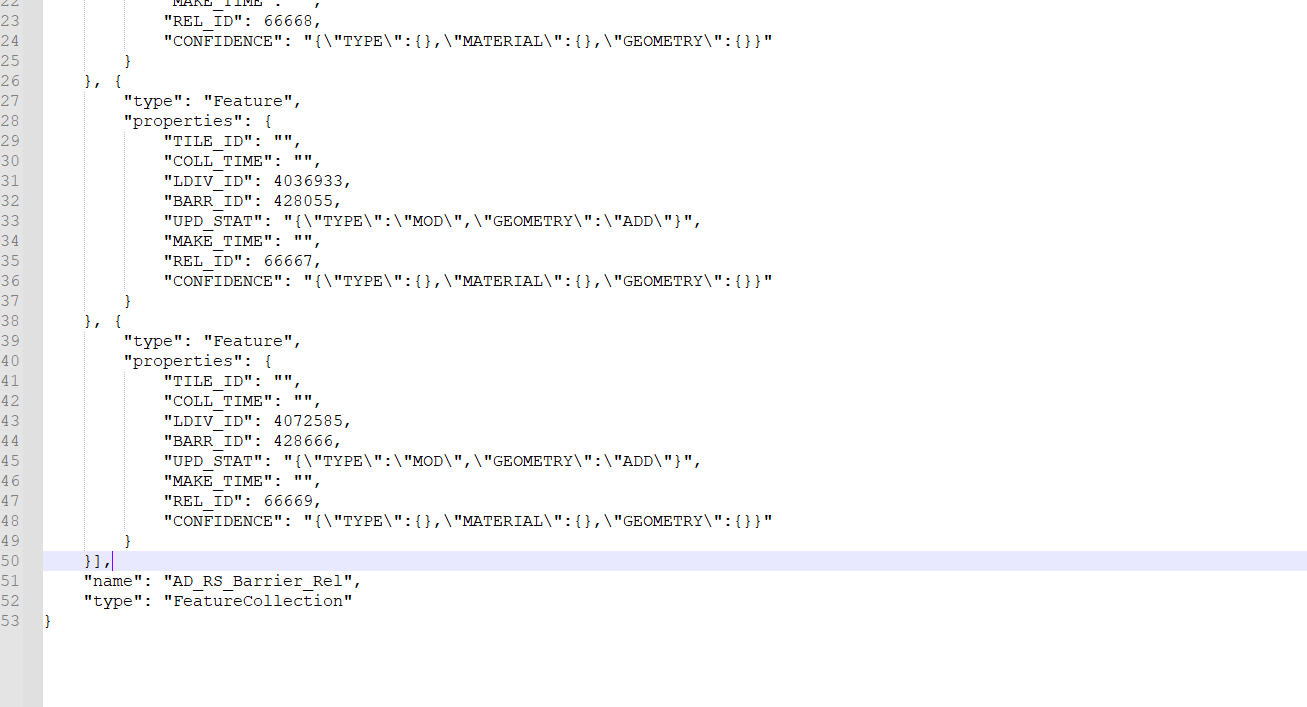 22 "MAKE_TIME": "",
23 "REL_ID": 66668,
24 "CONFIDENCE": "{\"TYPE\":{},\"MATERIAL\":{},\"GEOMETRY\":{}}"
25 }
26 }, {
27 "type": "Feature",
28 "properties": {
29 "TILE_ID": "",
30 "COLL_TIME": "",
31 "LDIV_ID": 4036933,
32 "BARR_ID": 428055,
33 "UPD_STAT": "{\"TYPE\":\"MOD\",\"GEOMETRY\":\"ADD\"}",
34 "MAKE_TIME": "",
35 "REL_ID": 66667,
36 "CONFIDENCE": "{\"TYPE\":{},\"MATERIAL\":{},\"GEOMETRY\":{}}"
37 }
38 }, {
39 "type": "Feature",
40 "properties": {
41 "TILE_ID": "",
42 "COLL_TIME": "",
43 "LDIV_ID": 4072585,
44 "BARR_ID": 428666,
45 "UPD_STAT": "{\"TYPE\":\"MOD\",\"GEOMETRY\":\"ADD\"}",
46 "MAKE_TIME": "",
47 "REL_ID": 66669,
48 "CONFIDENCE": "{\"TYPE\":{},\"MATERIAL\":{},\"GEOMETRY\":{}}"
49 }
50 }],
51 "name": "AD_RS_Barrier_Rel",
52 "type": "FeatureCollection"
53 }